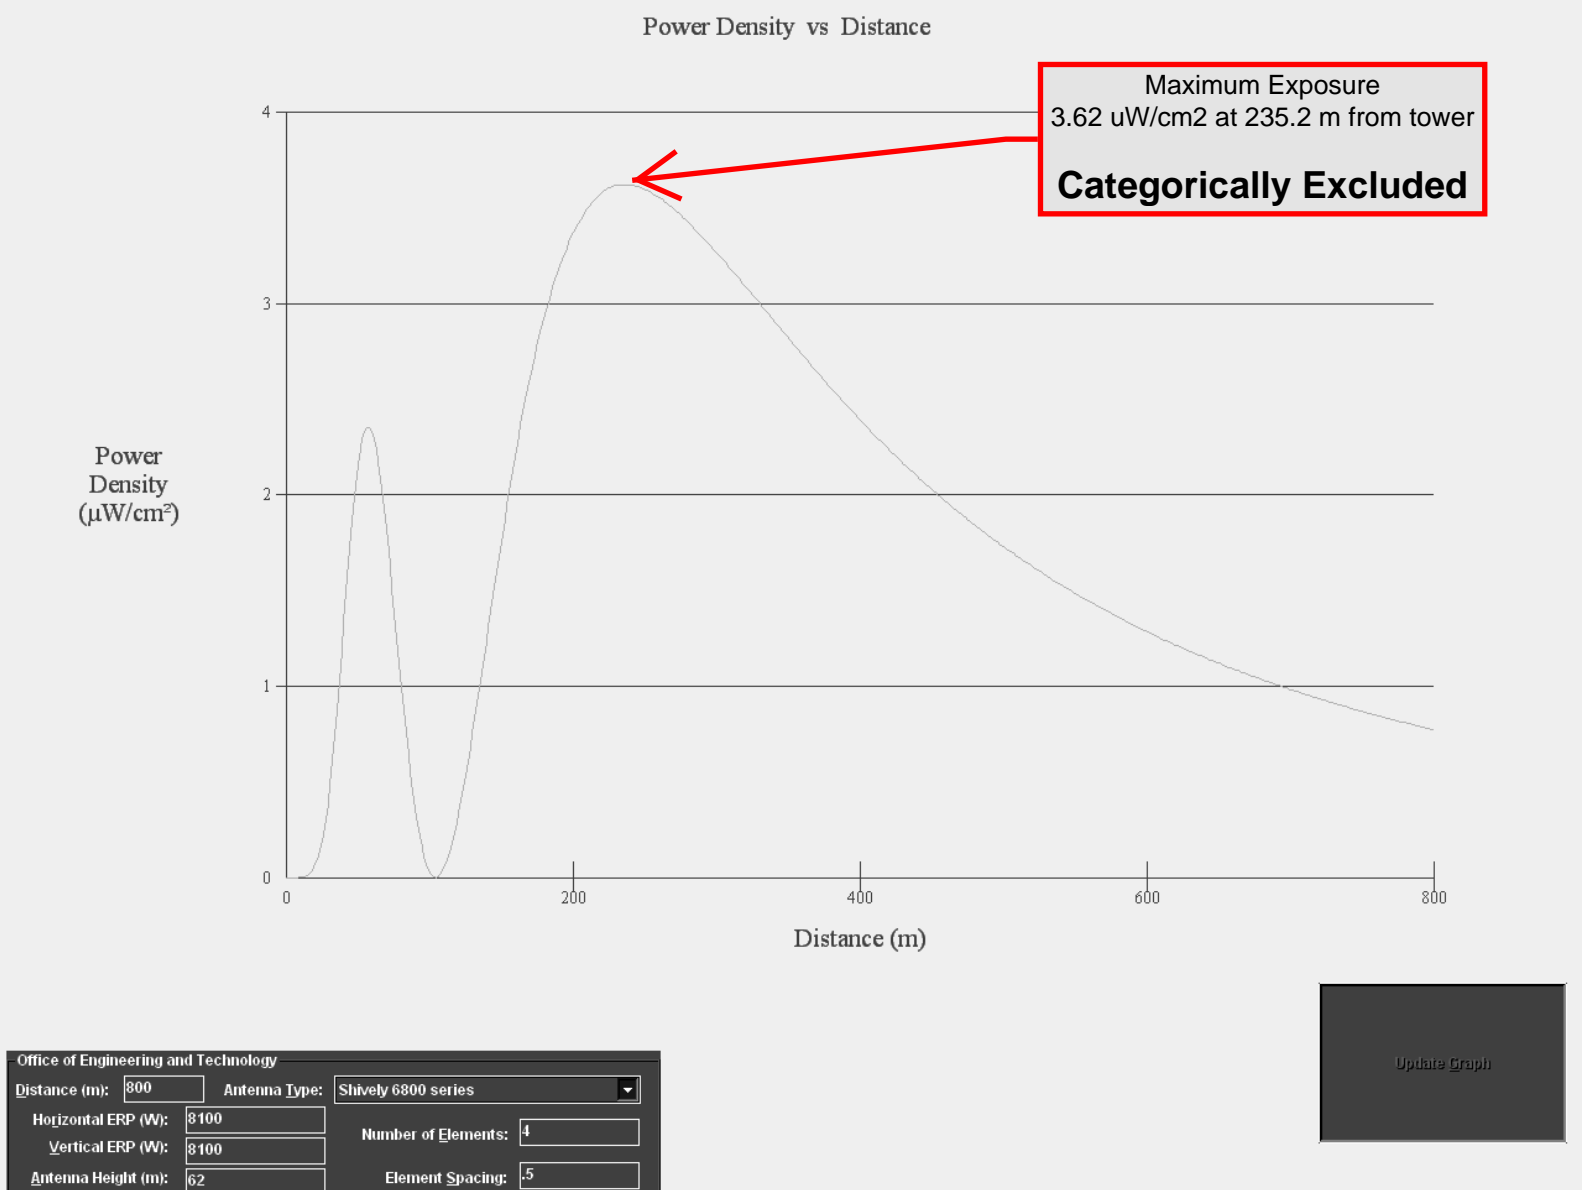 Power Density vs Distance
Maximum Exposure
3.62 uW/cm2 at 235.2 m from tower
Categorically Excluded
4
3
2
1
0
Power
Density
(µW/cm²)
0
200
400
600
800
Distance (m)
Update Graph
Office of Engineering and Technology
Distance (m): 800 Antenna Type: Shively 6800 series
Horizontal ERP (W): 8100
Number of Elements: 4
Vertical ERP (W): 8100
Antenna Height (m): 62 Element Spacing: .5